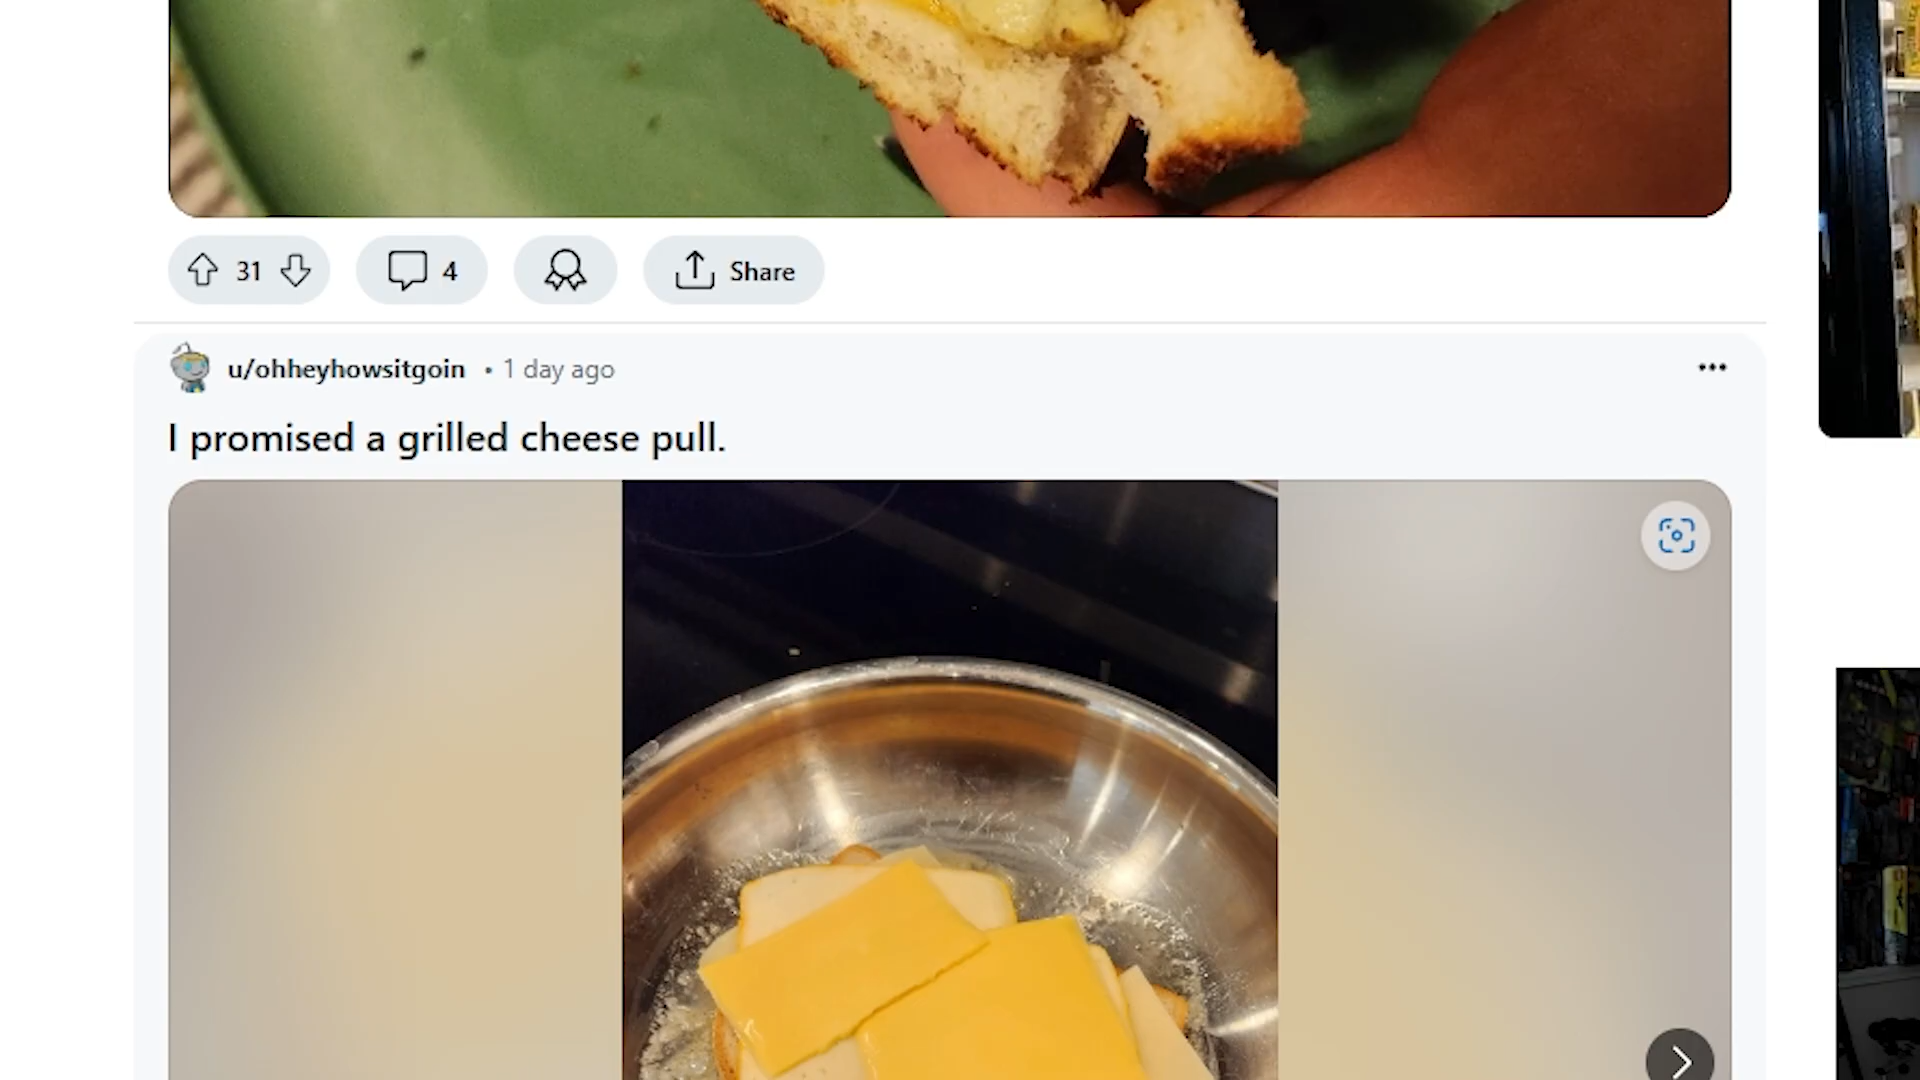 31
4
Share
u/ohheyhowsitgoin • 1 day ago
I promised a grilled cheese pull.